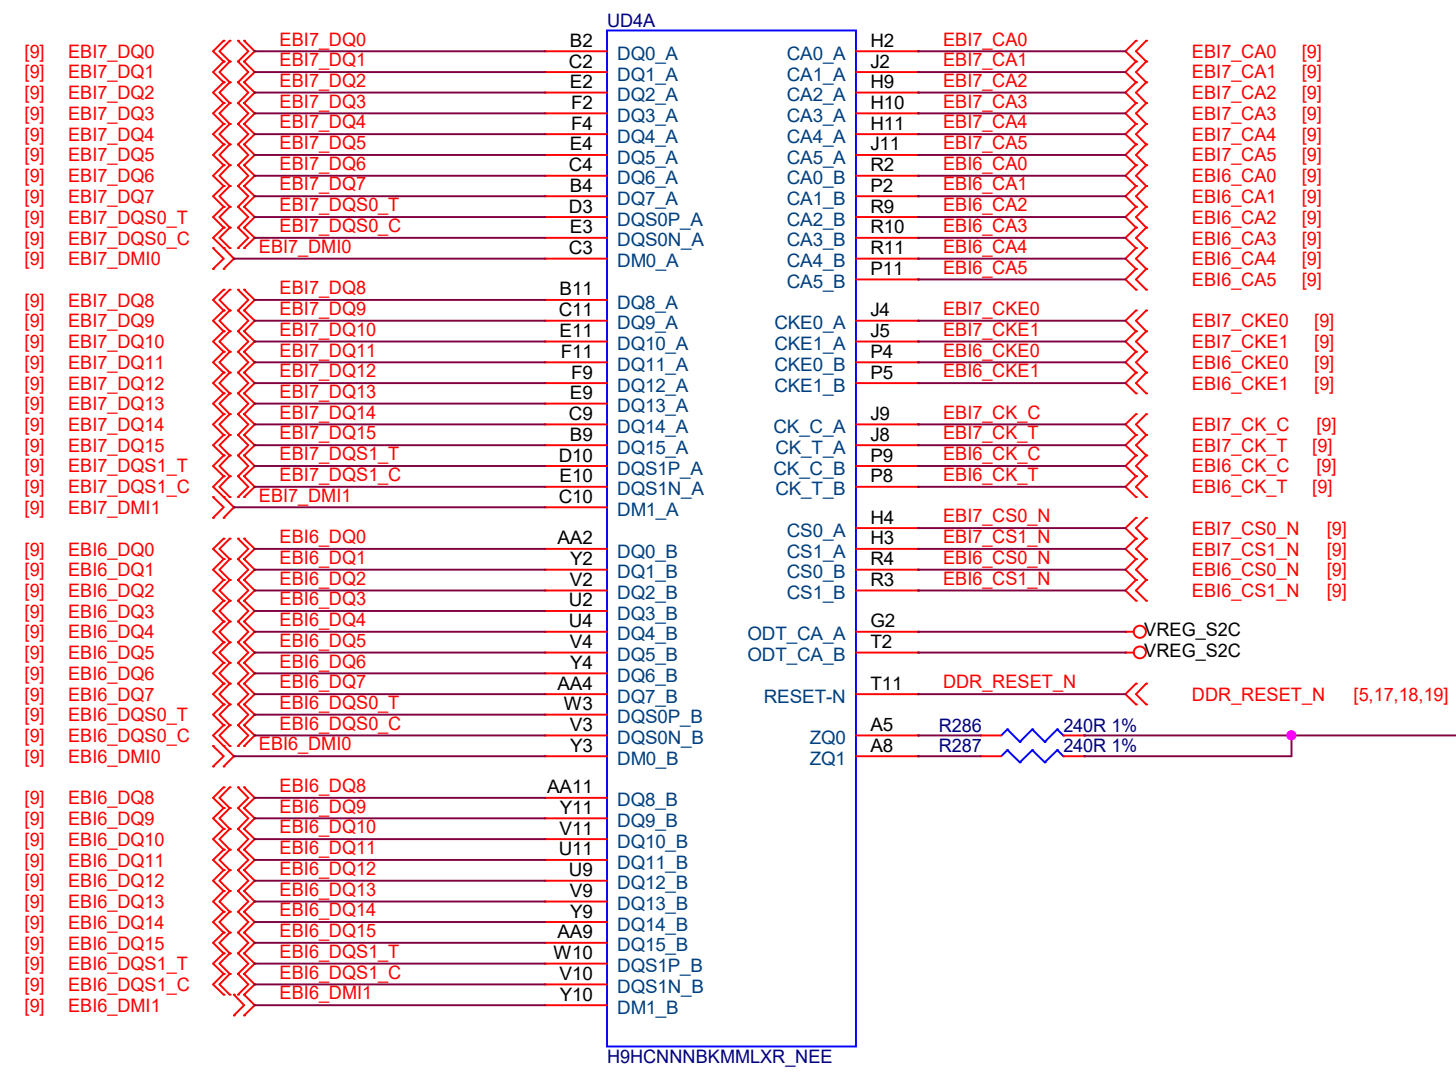 UD4A
[9] EBI7_DQ0 EBI7_DQ0 B2 DQ0_A CA0_A H2 EBI7_CA0 EBI7_CA0 [9]
[9] EBI7_DQ1 EBI7_DQ1 C2 DQ1_A CA1_A J2 EBI7_CA1 EBI7_CA1 [9]
[9] EBI7_DQ2 EBI7_DQ2 E2 DQ2_A CA2_A H9 EBI7_CA2 EBI7_CA2 [9]
[9] EBI7_DQ3 EBI7_DQ3 F2 DQ3_A CA3_A H10 EBI7_CA3 EBI7_CA3 [9]
[9] EBI7_DQ4 EBI7_DQ4 F4 DQ4_A CA4_A H11 EBI7_CA4 EBI7_CA4 [9]
[9] EBI7_DQ5 EBI7_DQ5 E4 DQ5_A CA5_A J11 EBI7_CA5 EBI7_CA5 [9]
[9] EBI7_DQ6 EBI7_DQ6 C4 DQ6_A CA0_B R2 EBI6_CA0 EBI6_CA0 [9]
[9] EBI7_DQ7 EBI7_DQ7 B4 DQ7_A CA1_B P2 EBI6_CA1 EBI6_CA1 [9]
[9] EBI7_DQS0_T EBI7_DQS0_T D3 DQS0P_A CA2_B R9 EBI6_CA2 EBI6_CA2 [9]
[9] EBI7_DQS0_C EBI7_DQS0_C E3 DQS0N_A CA3_B R10 EBI6_CA3 EBI6_CA3 [9]
[9] EBI7_DMI0 EBI7_DMI0 C3 DM0_A CA4_B R11 EBI6_CA4 EBI6_CA4 [9]
CA5_B P11 EBI6_CA5 EBI6_CA5 [9]
[9] EBI7_DQ8 EBI7_DQ8 B11 DQ8_A
[9] EBI7_DQ9 EBI7_DQ9 C11 DQ9_A CKE0_A J4 EBI7_CKE0 EBI7_CKE0 [9]
[9] EBI7_DQ10 EBI7_DQ10 E11 DQ10_A CKE1_A J5 EBI7_CKE1 EBI7_CKE1 [9]
[9] EBI7_DQ11 EBI7_DQ11 F11 DQ11_A CKE0_B P4 EBI6_CKE0 EBI6_CKE0 [9]
[9] EBI7_DQ12 EBI7_DQ12 F9 DQ12_A CKE1_B P5 EBI6_CKE1 EBI6_CKE1 [9]
[9] EBI7_DQ13 EBI7_DQ13 E9 DQ13_A
[9] EBI7_DQ14 EBI7_DQ14 C9 DQ14_A CK_C_A J9 EBI7_CK_C EBI7_CK_C [9]
[9] EBI7_DQ15 EBI7_DQ15 B9 DQ15_A CK_T_A J8 EBI7_CK_T EBI7_CK_T [9]
[9] EBI7_DQS1_T EBI7_DQS1_T D10 DQS1P_A CK_C_B P9 EBI6_CK_C EBI6_CK_C [9]
[9] EBI7_DQS1_C EBI7_DQS1_C E10 DQS1N_A CK_T_B P8 EBI6_CK_T EBI6_CK_T [9]
[9] EBI7_DMI1 EBI7_DMI1 C10 DM1_A
CS0_A H4 EBI7_CS0_N EBI7_CS0_N [9]
[9] EBI6_DQ0 EBI6_DQ0 AA2 DQ0_B CS1_A H3 EBI7_CS1_N EBI7_CS1_N [9]
[9] EBI6_DQ1 EBI6_DQ1 Y2 DQ1_B CS0_B R4 EBI6_CS0_N EBI6_CS0_N [9]
[9] EBI6_DQ2 EBI6_DQ2 V2 DQ2_B CS1_B R3 EBI6_CS1_N EBI6_CS1_N [9]
[9] EBI6_DQ3 EBI6_DQ3 U2 DQ3_B
[9] EBI6_DQ4 EBI6_DQ4 U4 DQ4_B ODT_CA_A G2 VREG_S2C
[9] EBI6_DQ5 EBI6_DQ5 V4 DQ5_B ODT_CA_B T2 VREG_S2C
[9] EBI6_DQ6 EBI6_DQ6 Y4 DQ6_B
[9] EBI6_DQ7 EBI6_DQ7 AA4 DQ7_B RESET-N T11 DDR_RESET_N DDR_RESET_N [5,17,18,19]
[9] EBI6_DQS0_T EBI6_DQS0_T W3 DQS0P_B
[9] EBI6_DQS0_C EBI6_DQS0_C V3 DQS0N_B ZQ0 A5 R286 240R 1%
[9] EBI6_DMI0 EBI6_DMI0 Y3 DM0_B ZQ1 A8 R287 240R 1%
[9] EBI6_DQ8 EBI6_DQ8 AA11 DQ8_B
[9] EBI6_DQ9 EBI6_DQ9 Y11 DQ9_B
[9] EBI6_DQ10 EBI6_DQ10 V11 DQ10_B
[9] EBI6_DQ11 EBI6_DQ11 U11 DQ11_B
[9] EBI6_DQ12 EBI6_DQ12 U9 DQ12_B
[9] EBI6_DQ13 EBI6_DQ13 V9 DQ13_B
[9] EBI6_DQ14 EBI6_DQ14 Y9 DQ14_B
[9] EBI6_DQ15 EBI6_DQ15 AA9 DQ15_B
[9] EBI6_DQS1_T EBI6_DQS1_T W10 DQS1P_B
[9] EBI6_DQS1_C EBI6_DQS1_C V10 DQS1N_B
[9] EBI6_DMI1 EBI6_DMI1 Y10 DM1_B
H9HCNNNBKMMLXR_NEE